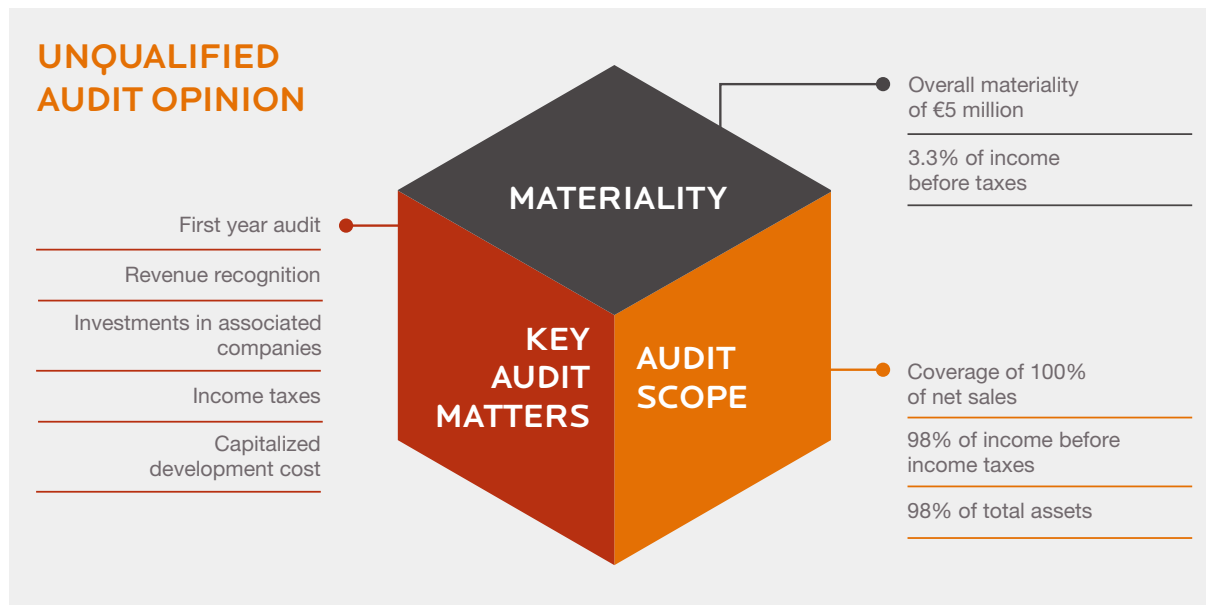 UNQUALIFIED
AUDIT OPINION
MATERIALITY
Overall materiality
of €5 million
3.3% of income
before taxes
First year audit
Revenue recognition
Investments in associated
companies
Income taxes
Capitalized
development cost
KEY
AUDIT
MATTERS
AUDIT
SCOPE
Coverage of 100%
of net sales
98% of income before
income taxes
98% of total assets